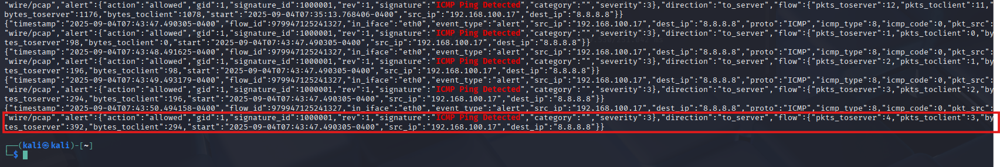 "wire/pcap","alert":{"action":"allowed","gid":1,"signature_id":1000001,"rev":1,"signature":"ICMP Ping Detected","category":"","severity":3},"direction":"to_server","flow":{"pkts_toserver":12,"pkts_toclient":11,"
bytes_toserver":1176,"bytes_toclient":1078,"start":"2025-09-04T07:35:13.768406-0400","src_ip":"192.168.100.17","dest_ip":"8.8.8.8"}}
{"timestamp":"2025-09-04T07:43:47.490305-0400","flow_id":979947125241327,"in_iface":"eth0","event_type":"alert","src_ip":"192.168.100.17","dest_ip":"8.8.8.8","proto":"ICMP","icmp_type":8,"icmp_code":0,"pkt_src":
"wire/pcap","alert":{"action":"allowed","gid":1,"signature_id":1000001,"rev":1,"signature":"ICMP Ping Detected","category":"","severity":3},"direction":"to_server","flow":{"pkts_toserver":1,"pkts_toclient":0,"by
tes_toserver":98,"bytes_toclient":0,"start":"2025-09-04T07:43:47.490305-0400","src_ip":"192.168.100.17","dest_ip":"8.8.8.8"}}
{"timestamp":"2025-09-04T07:43:48.491625-0400","flow_id":979947125241327,"in_iface":"eth0","event_type":"alert","src_ip":"192.168.100.17","dest_ip":"8.8.8.8","proto":"ICMP","icmp_type":8,"icmp_code":0,"pkt_src":
"wire/pcap","alert":{"action":"allowed","gid":1,"signature_id":1000001,"rev":1,"signature":"ICMP Ping Detected","category":"","severity":3},"direction":"to_server","flow":{"pkts_toserver":2,"pkts_toclient":1,"by
tes_toserver":196,"bytes_toclient":98,"start":"2025-09-04T07:43:47.490305-0400","src_ip":"192.168.100.17","dest_ip":"8.8.8.8"}}
{"timestamp":"2025-09-04T07:43:49.493179-0400","flow_id":979947125241327,"in_iface":"eth0","event_type":"alert","src_ip":"192.168.100.17","dest_ip":"8.8.8.8","proto":"ICMP","icmp_type":8,"icmp_code":0,"pkt_src":
"wire/pcap","alert":{"action":"allowed","gid":1,"signature_id":1000001,"rev":1,"signature":"ICMP Ping Detected","category":"","severity":3},"direction":"to_server","flow":{"pkts_toserver":3,"pkts_toclient":2,"by
tes_toserver":294,"bytes_toclient":196,"start":"2025-09-04T07:43:47.490305-0400","src_ip":"192.168.100.17","dest_ip":"8.8.8.8"}}
{"timestamp":"2025-09-04T07:43:50.494158-0400","flow_id":979947125241327,"in_iface":"eth0","event_type":"alert","src_ip":"192.168.100.17","dest_ip":"8.8.8.8","proto":"ICMP","icmp_type":8,"icmp_code":0,"pkt_src":
"wire/pcap","alert":{"action":"allowed","gid":1,"signature_id":1000001,"rev":1,"signature":"ICMP Ping Detected","category":"","severity":3},"direction":"to_server","flow":{"pkts_toserver":4,"pkts_toclient":3,"by
tes_toserver":392,"bytes_toclient":294,"start":"2025-09-04T07:43:47.490305-0400","src_ip":"192.168.100.17","dest_ip":"8.8.8.8"}}
┌──(kali㉿kali)-[~]
└─$